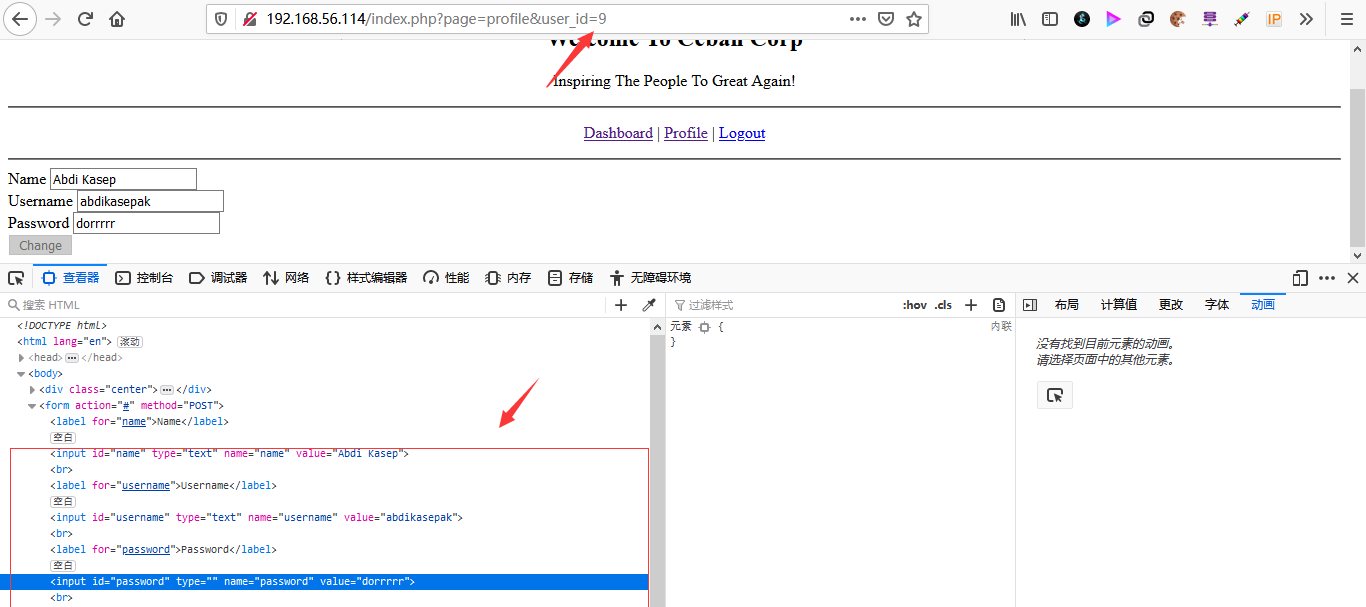 192.168.56.114/index.php?page=profile&user_id=9
IP
Welcome To Ceban Corp
Inspiring The People To Great Again!
Dashboard | Profile | Logout
Name Abdi Kasep
Username abdikasepak
Password dorrrrr
Change
查看器 控制台 调试器 网络 样式编辑器 性能 内存 存储 无障碍环境
搜索 HTML
过滤样式 :hov .cls
布局 计算值 更改 字体 动画
<!DOCTYPE html>
<html lang="en"> 滚动
<head> </head>
<body>
<div class="center"> </div>
<form action="#" method="POST">
<label for="name">Name</label>
空白
<input id="name" type="text" name="name" value="Abdi Kasep">
<br>
<label for="username">Username</label>
空白
<input id="username" type="text" name="username" value="abdikasepak">
<br>
<label for="password">Password</label>
空白
<input id="password" type="" name="password" value="dorrrrr">
<br>
元素 { 内联
}
没有找到目前元素的动画。
请选择页面中的其他元素。